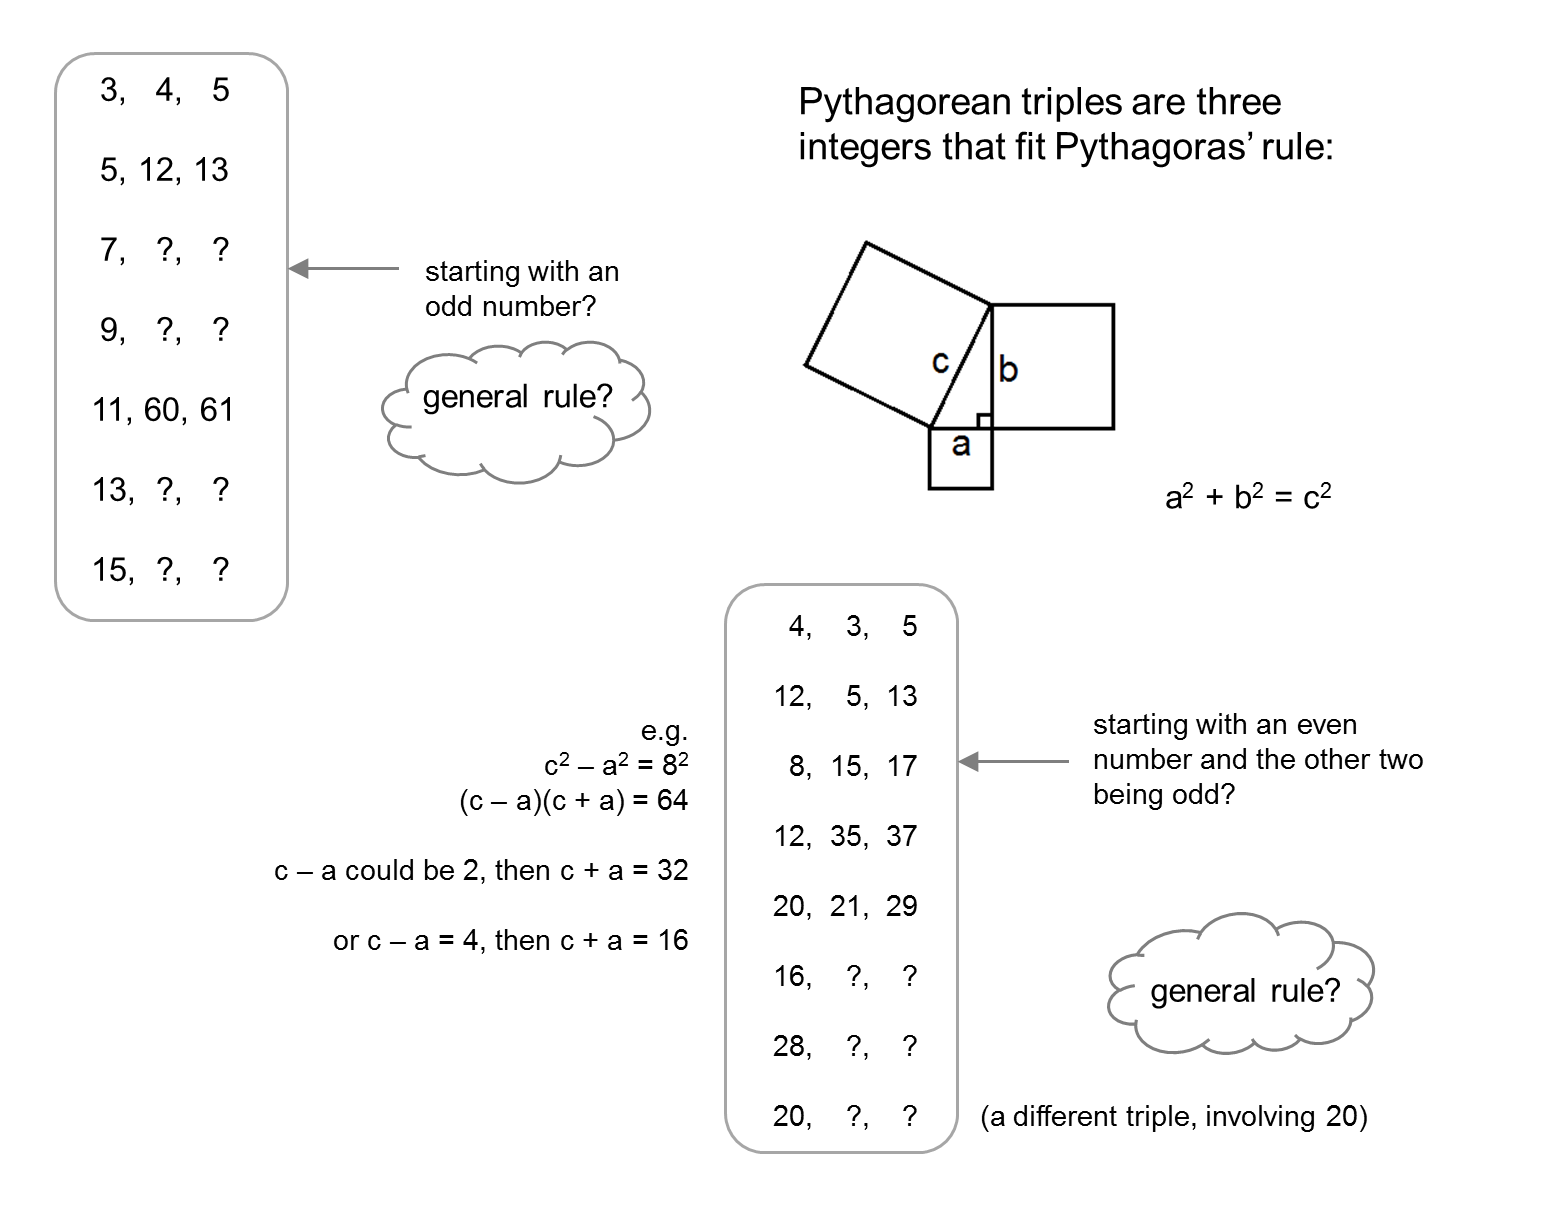 3, 4, 5
5, 12, 13
7, ?, ?
9, ?, ?
11, 60, 61
13, ?, ?
15, ?, ?
starting with an
odd number?
general rule?
Pythagorean triples are three
integers that fit Pythagoras’ rule:
c
b
a
a² + b² = c²
e.g.
c² – a² = 8²
(c – a)(c + a) = 64
c – a could be 2, then c + a = 32
or c – a = 4, then c + a = 16
4, 3, 5
12, 5, 13
8, 15, 17
12, 35, 37
20, 21, 29
16, ?, ?
28, ?, ?
20, ?, ?
starting with an even
number and the other two
being odd?
general rule?
(a different triple, involving 20)